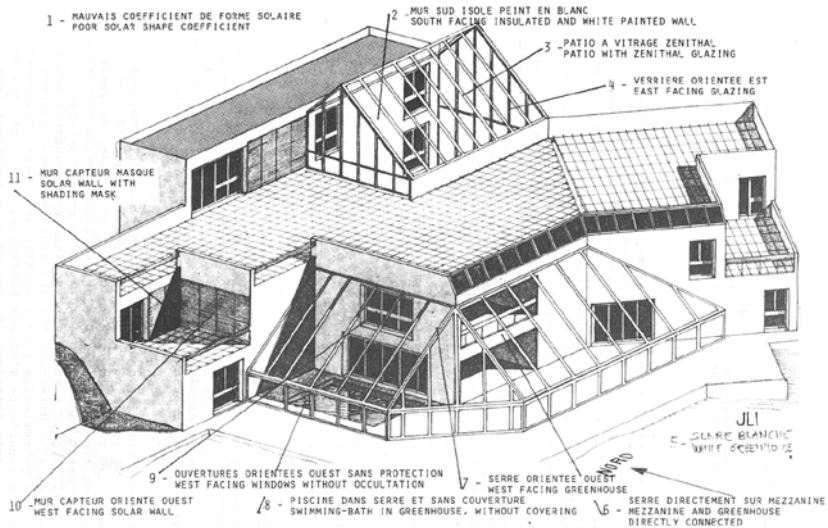 1 - MAUVAIS COEFFICIENT DE FORME SOLAIRE
POOR SOLAR SHAPE COEFFICIENT
2 - MUR SUD ISOLE PEINT EN BLANC
SOUTH FACING INSULATED AND WHITE PAINTED WALL
3 - PATIO A VITRAGE ZENITHAL
PATIO WITH ZENITHAL GLAZING
4 - VERRIERE ORIENTEE EST
EAST FACING GLAZING
11 - MUR CAPTEUR MASQUE
SOLAR WALL WITH
SHADING MASK
JLI
5 - SERRE BLANCHE
WHITE GREENHOUSE
NORD
9 - OUVERTURES ORIENTEES OUEST SANS PROTECTION
WEST FACING WINDOWS WITHOUT OCCULTATION
7 - SERRE ORIENTEE OUEST
WEST FACING GREENHOUSE
10 - MUR CAPTEUR ORIENTE OUEST
WEST FACING SOLAR WALL
8 - PISCINE DANS SERRE ET SANS COUVERTURE
SWIMMING-BATH IN GREENHOUSE, WITHOUT COVERING
6 - SERRE DIRECTEMENT SUR MEZZANINE
MEZZANINE AND GREENHOUSE
DIRECTLY CONNECTED